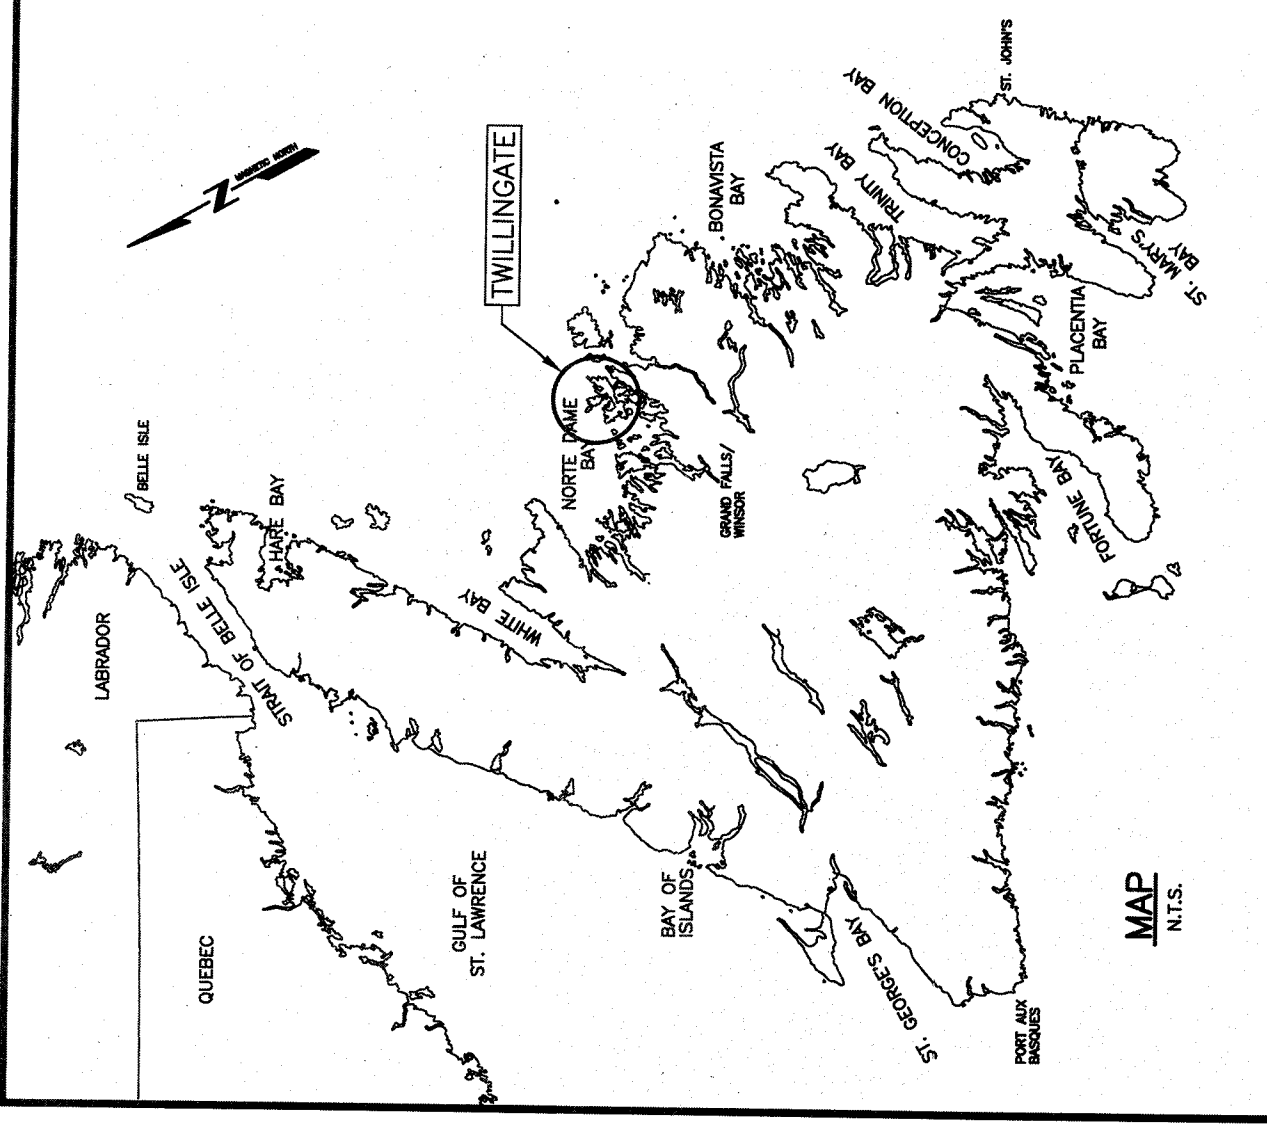 LABRADOR
BELLE ISLE
STRAIT OF BELLE ISLE
HARE BAY
QUEBEC
GULF OF
ST. LAWRENCE
WHITE BAY
NORTE DAME
BAY
TWILLINGATE
MAGNETIC NORTH
N
BONAVISTA
BAY
TRINITY BAY
CONCEPTION BAY
ST. JOHN'S
GRAND FALLS/
WINSOR
BAY OF
ISLANDS
ST. GEORGE'S BAY
PORT AUX
BASQUES
FORTUNE BAY
PLACENTIA
BAY
ST. MARY'S
BAY
MAP
N.T.S.